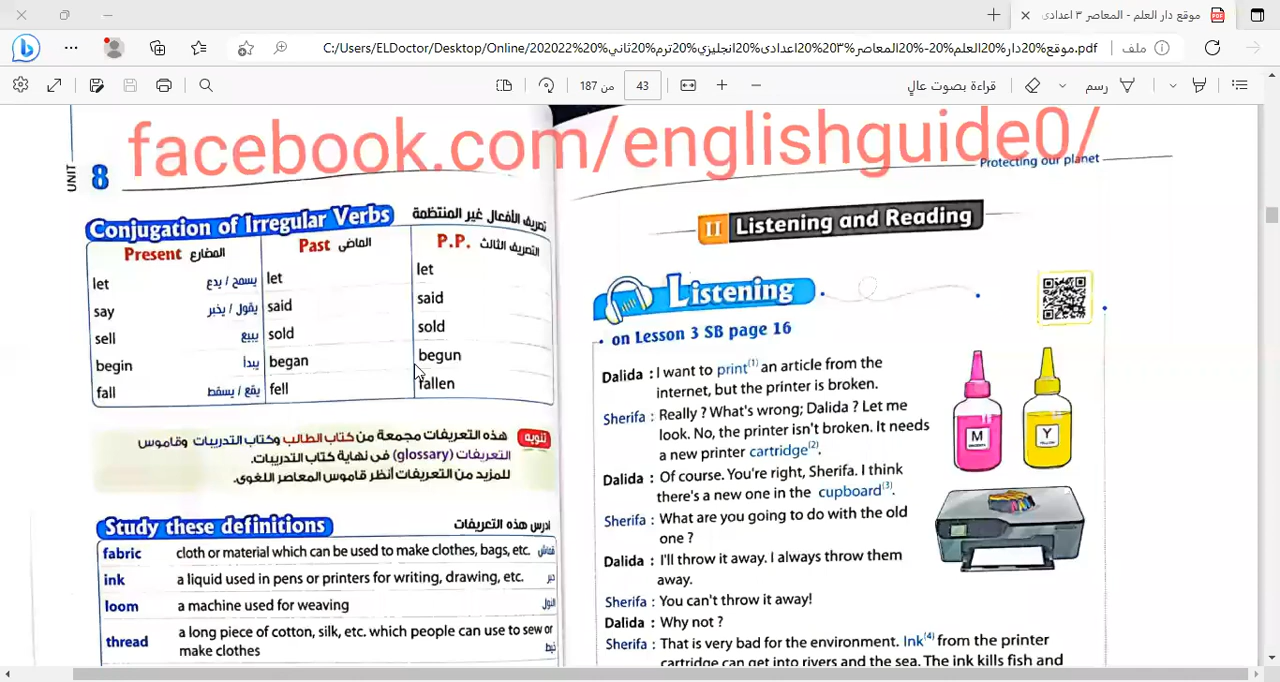 موقع دار العلم - المعاصر ٣ اعدادى
PDF
C:/Users/ELDoctor/Desktop/Online/202022%20موقع%20دار%20العلم%20-%20المعاصر%20٣%20اعدادى%20انجليزي%20ترم%20ثاني.pdf
ملف
43
من 187
قراءة بصوت عالٍ
رسم
facebook.com/englishguide0/
UNIT 8
Conjugation of Irregular Verbs تصريف الأفعال غير المنتظمة
Present المضارع Past الماضى P.P. التصريف الثالث
let يسمح / يدع let let
say يقول / يخبر said said
sell يبيع sold sold
begin يبدأ began begun
fall يقع / يسقط fell fallen
تنويه هذه التعريفات مجمعة من كتاب الطالب وكتاب التدريبات وقاموس
التعريفات (glossary) فى نهاية كتاب التدريبات.
للمزيد من التعريفات أنظر قاموس المعاصر اللغوى.
Study these definitions ادرس هذه التعريفات
fabric cloth or material which can be used to make clothes, bags, etc. قماش
ink a liquid used in pens or printers for writing, drawing, etc. حبر
loom a machine used for weaving النول
thread a long piece of cotton, silk, etc. which people can use to sew or
make clothes خيط
Protecting our planet
II Listening and Reading
Listening
on Lesson 3 SB page 16
Dalida : I want to print(1) an article from the
internet, but the printer is broken.
Sherifa : Really ? What's wrong; Dalida ? Let me
look. No, the printer isn't broken. It needs
a new printer cartridge(2).
Dalida : Of course. You're right, Sherifa. I think
there's a new one in the cupboard(3).
Sherifa : What are you going to do with the old
one ?
Dalida : I'll throw it away. I always throw them
away.
Sherifa : You can't throw it away!
Dalida : Why not ?
Sherifa : That is very bad for the environment. Ink(4) from the printer
cartridge can get into rivers and the sea. The ink kills fish and
M
Y